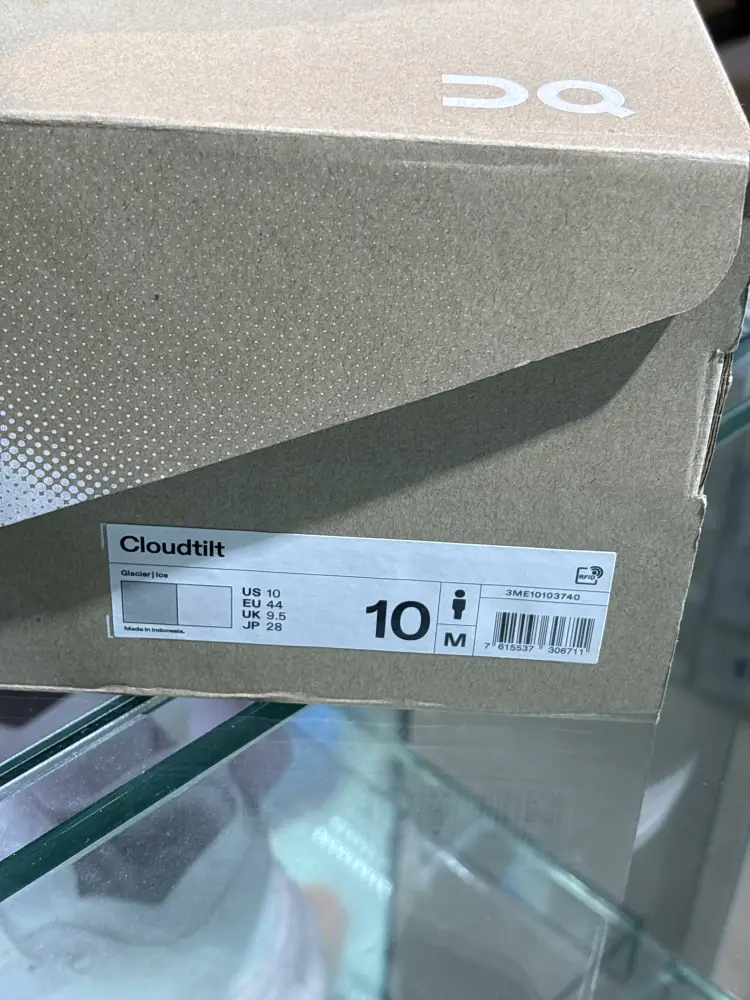 On
Cloudtilt
Glacier | Ice
Made in Indonesia.
US 10
EU 44
UK 9.5
JP 28
10
M
RFID
3ME10103740
7 615537 306711